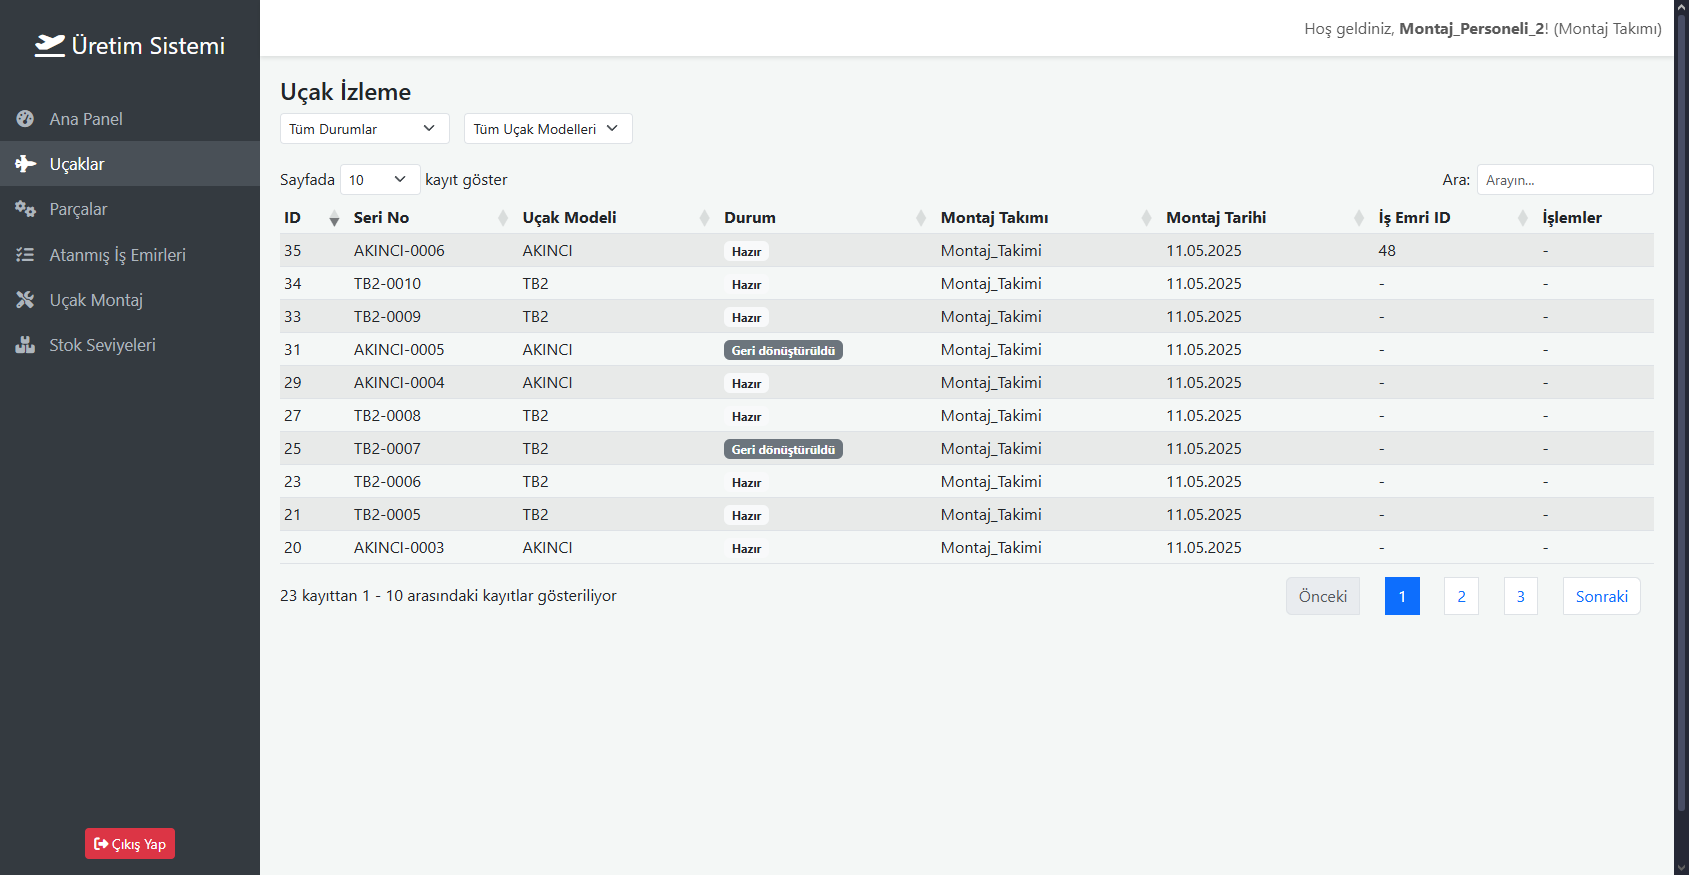 Üretim Sistemi
Hoş geldiniz, Montaj_Personeli_2! (Montaj Takımı)
Ana Panel
Uçaklar
Parçalar
Atanmış İş Emirleri
Uçak Montaj
Stok Seviyeleri
Çıkış Yap
Uçak İzleme
Tüm Durumlar Tüm Uçak Modelleri
Sayfada 10 kayıt göster Ara: Arayın...
ID Seri No Uçak Modeli Durum Montaj Takımı Montaj Tarihi İş Emri ID İşlemler
35 AKINCI-0006 AKINCI Hazır Montaj_Takimi 11.05.2025 48 -
34 TB2-0010 TB2 Hazır Montaj_Takimi 11.05.2025 - -
33 TB2-0009 TB2 Hazır Montaj_Takimi 11.05.2025 - -
31 AKINCI-0005 AKINCI Geri dönüştürüldü Montaj_Takimi 11.05.2025 - -
29 AKINCI-0004 AKINCI Hazır Montaj_Takimi 11.05.2025 - -
27 TB2-0008 TB2 Hazır Montaj_Takimi 11.05.2025 - -
25 TB2-0007 TB2 Geri dönüştürüldü Montaj_Takimi 11.05.2025 - -
23 TB2-0006 TB2 Hazır Montaj_Takimi 11.05.2025 - -
21 TB2-0005 TB2 Hazır Montaj_Takimi 11.05.2025 - -
20 AKINCI-0003 AKINCI Hazır Montaj_Takimi 11.05.2025 - -
23 kayıttan 1 - 10 arasındaki kayıtlar gösteriliyor Önceki 1 2 3 Sonraki